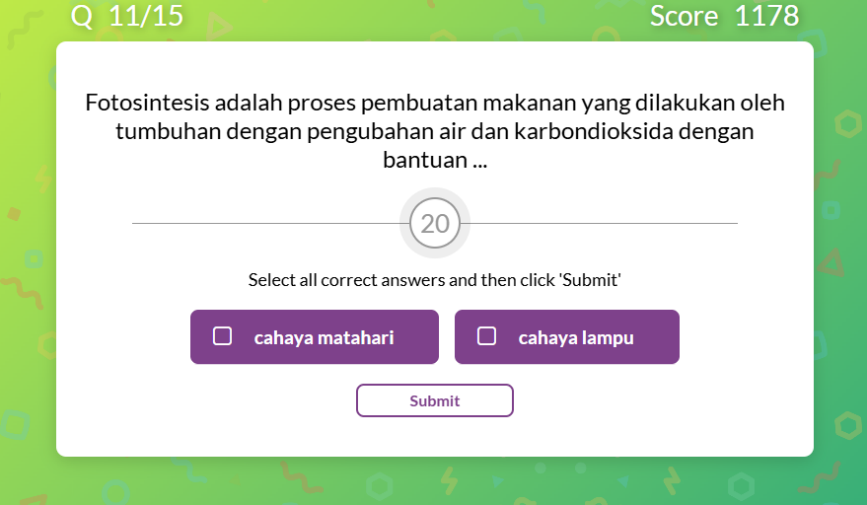 Q 11/15
Score 1178
Fotosintesis adalah proses pembuatan makanan yang dilakukan oleh
tumbuhan dengan pengubahan air dan karbondioksida dengan
bantuan ...
20
Select all correct answers and then click 'Submit'
cahaya matahari
cahaya lampu
Submit